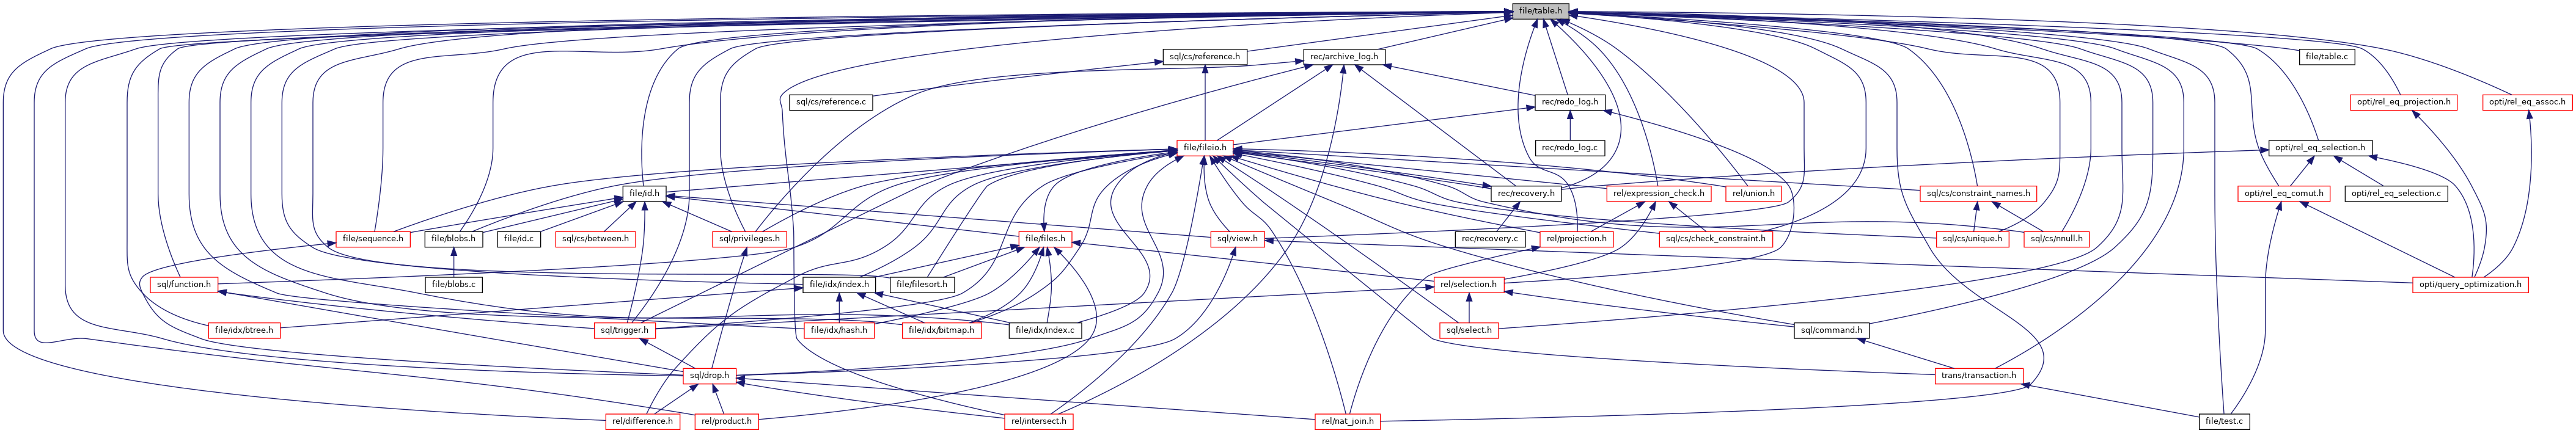 file/table.h
sql/cs/reference.h
rec/archive_log.h
file/table.c
sql/cs/reference.c
rec/redo_log.h
opti/rel_eq_projection.h
opti/rel_eq_assoc.h
file/fileio.h
rec/redo_log.c
opti/rel_eq_selection.h
file/id.h
rec/recovery.h
rel/expression_check.h
rel/union.h
sql/cs/constraint_names.h
opti/rel_eq_comut.h
opti/rel_eq_selection.c
file/sequence.h
file/blobs.h
file/id.c
sql/cs/between.h
sql/privileges.h
file/files.h
sql/view.h
rec/recovery.c
rel/projection.h
sql/cs/check_constraint.h
sql/cs/unique.h
sql/cs/nnull.h
sql/function.h
file/blobs.c
file/idx/index.h
file/filesort.h
rel/selection.h
opti/query_optimization.h
file/idx/btree.h
sql/trigger.h
file/idx/hash.h
file/idx/bitmap.h
file/idx/index.c
sql/select.h
sql/command.h
sql/drop.h
trans/transaction.h
rel/difference.h
rel/product.h
rel/intersect.h
rel/nat_join.h
file/test.c